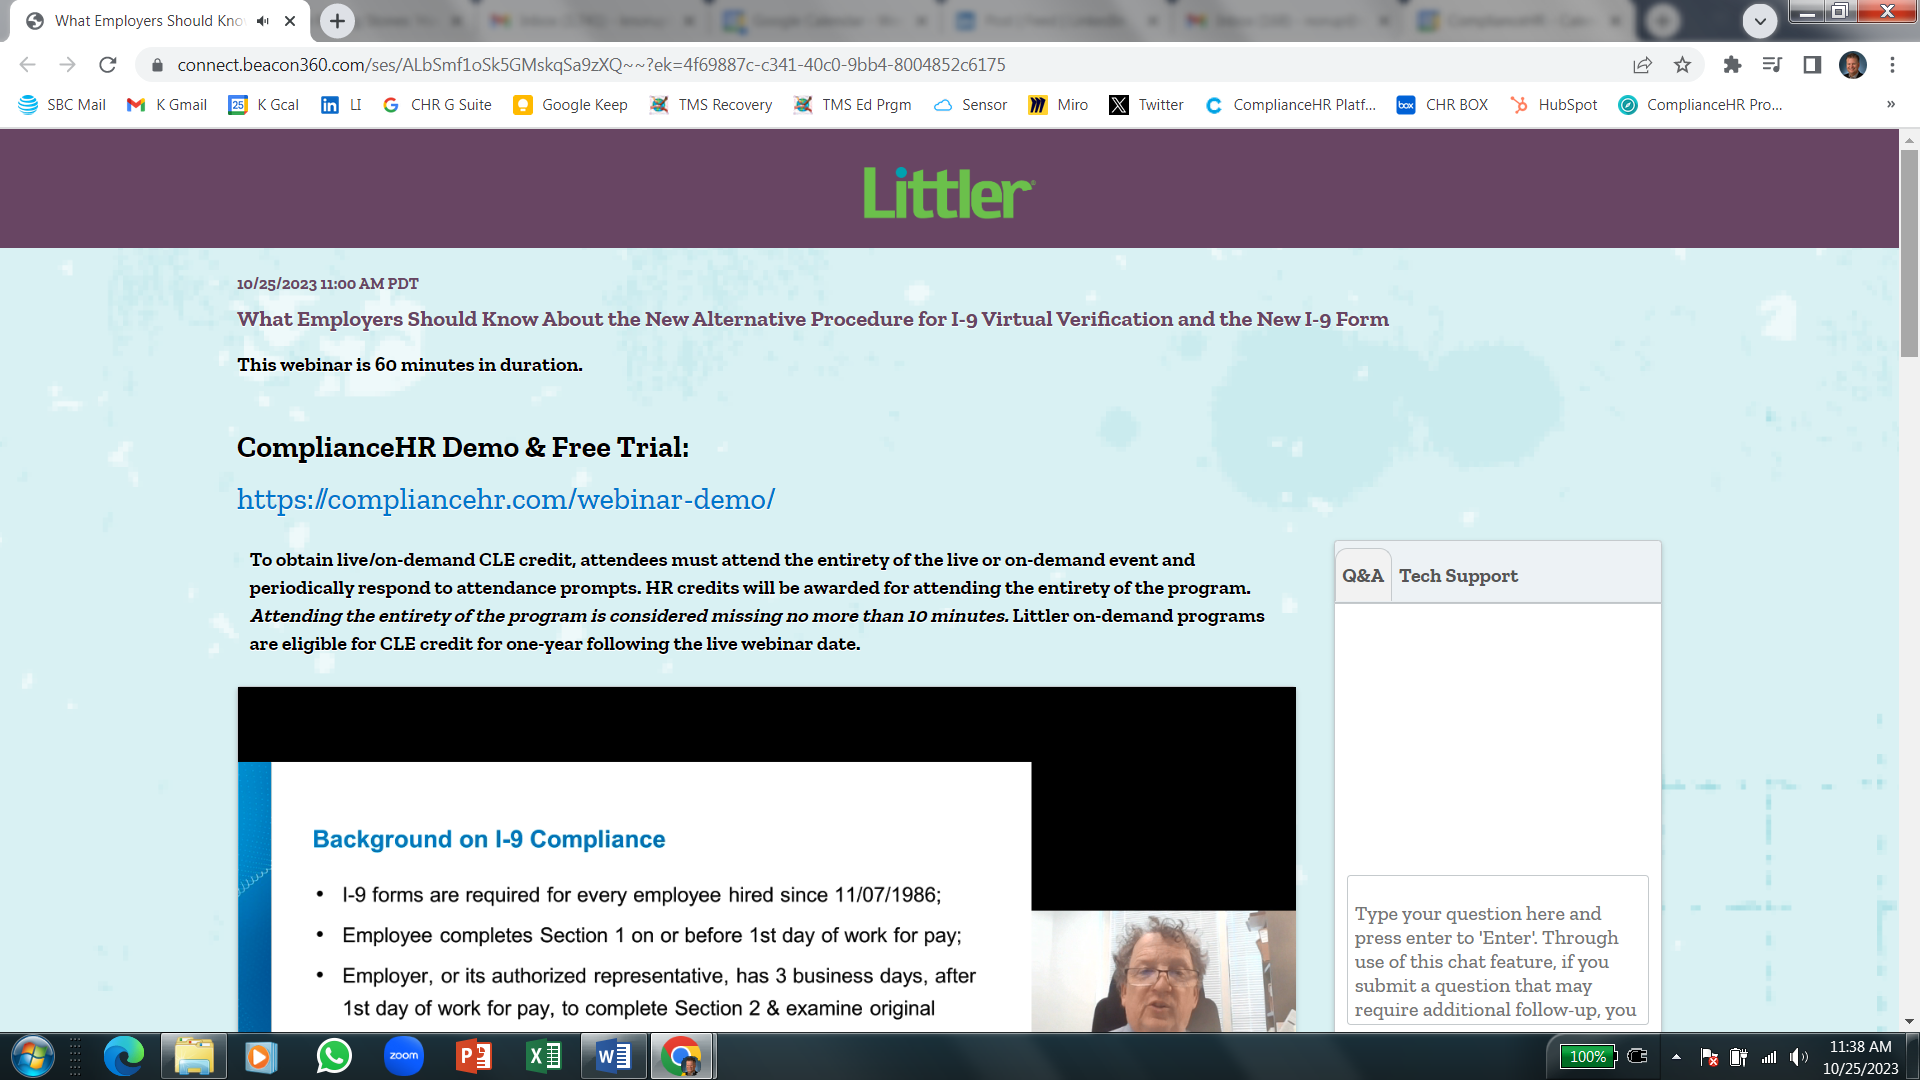 What Employers Should Kno
connect.beacon360.com/ses/ALbSmf1oSk5GMskqSa9zXQ~~?ek=4f69887c-c341-40c0-9bb4-8004852c6175
SBC Mail K Gmail K Gcal LI CHR G Suite Google Keep TMS Recovery TMS Ed Prgm Sensor Miro Twitter ComplianceHR Platf... CHR BOX HubSpot ComplianceHR Pro... »
Littler
10/25/2023 11:00 AM PDT
What Employers Should Know About the New Alternative Procedure for I-9 Virtual Verification and the New I-9 Form
This webinar is 60 minutes in duration.
ComplianceHR Demo & Free Trial:
https://compliancehr.com/webinar-demo/
To obtain live/on-demand CLE credit, attendees must attend the entirety of the live or on-demand event and
periodically respond to attendance prompts. HR credits will be awarded for attending the entirety of the program.
Attending the entirety of the program is considered missing no more than 10 minutes. Littler on-demand programs
are eligible for CLE credit for one-year following the live webinar date.
Q&A Tech Support
Background on I-9 Compliance
• I-9 forms are required for every employee hired since 11/07/1986;
• Employee completes Section 1 on or before 1st day of work for pay;
• Employer, or its authorized representative, has 3 business days, after
1st day of work for pay, to complete Section 2 & examine original
Type your question here and
press enter to 'Enter'. Through
use of this chat feature, if you
submit a question that may
require additional follow-up, you
zoom
100%
11:38 AM
10/25/2023